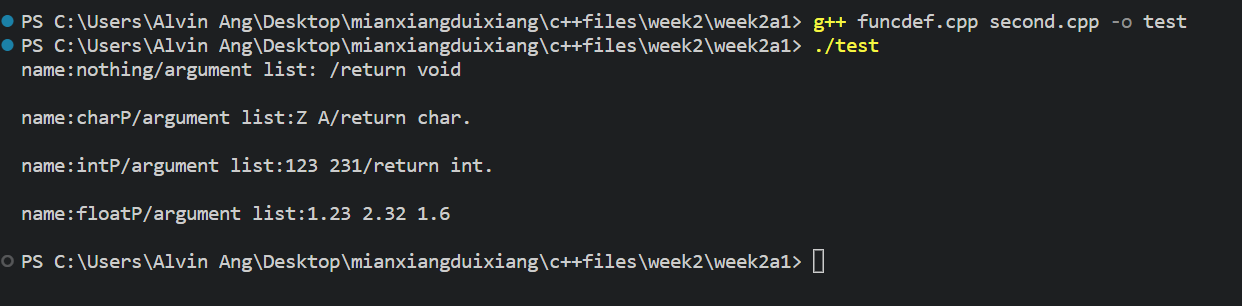 PS C:\Users\Alvin Ang\Desktop\mianxiangduixiang\c++files\week2\week2a1> g++ funcdef.cpp second.cpp -o test
PS C:\Users\Alvin Ang\Desktop\mianxiangduixiang\c++files\week2\week2a1> ./test
name:nothing/argument list: /return void
name:charP/argument list:Z A/return char.
name:intP/argument list:123 231/return int.
name:floatP/argument list:1.23 2.32 1.6
PS C:\Users\Alvin Ang\Desktop\mianxiangduixiang\c++files\week2\week2a1>